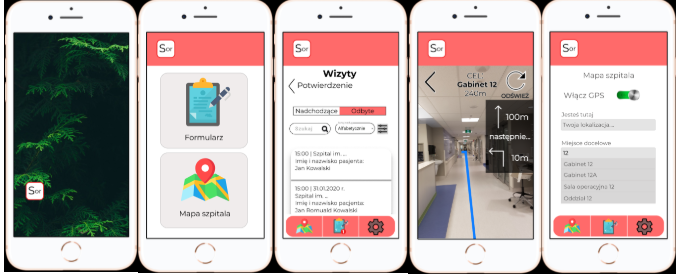 Sor
Sor
Formularz
Mapa szpitala
Sor
Wizyty
Potwierdzenie
Nadchodzące Odbyte
Szukaj Alfabetycznie
15:00 | Szpital im. ...
Imię i nazwisko pacjenta:
Jan Kowalski
15:00 | 31.01.2020 r.
Szpital im. ...
Imię i nazwisko pacjenta:
Jan Romuald Kowalski
Sor
CEL:
Gabinet 12
240m
ODŚWIEŻ
100m
następnie...
10m
Sor
Mapa szpitala
Włącz GPS
Jesteś tutaj
Twoja lokalizacja...
Miejsce docelowe
12
Gabinet 12
Gabinet 12A
Sala operacyjna 12
Oddział 12